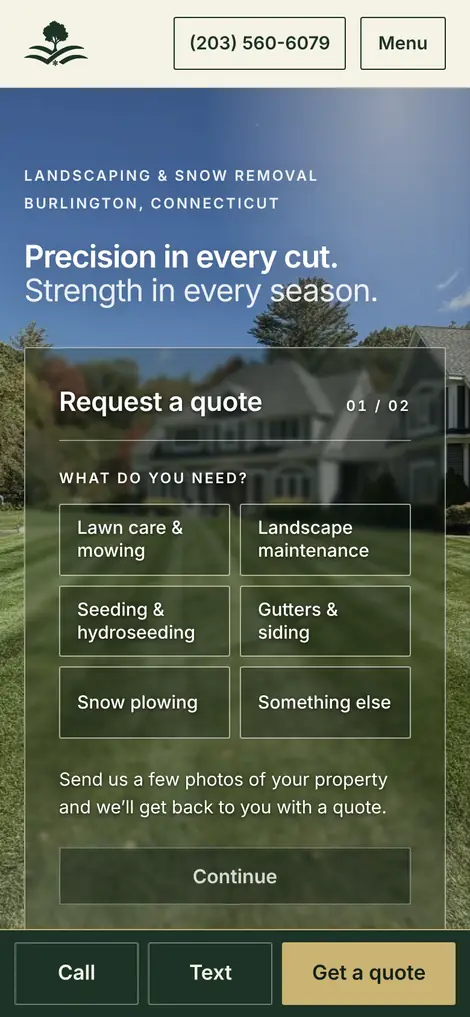 (203) 560-6079
Menu
LANDSCAPING & SNOW REMOVAL
BURLINGTON, CONNECTICUT
Precision in every cut.
Strength in every season.
Request a quote
01 / 02
WHAT DO YOU NEED?
Lawn care &
mowing
Landscape
maintenance
Seeding &
hydroseeding
Gutters &
siding
Snow plowing
Something else
Send us a few photos of your property
and we’ll get back to you with a quote.
Continue
Call
Text
Get a quote